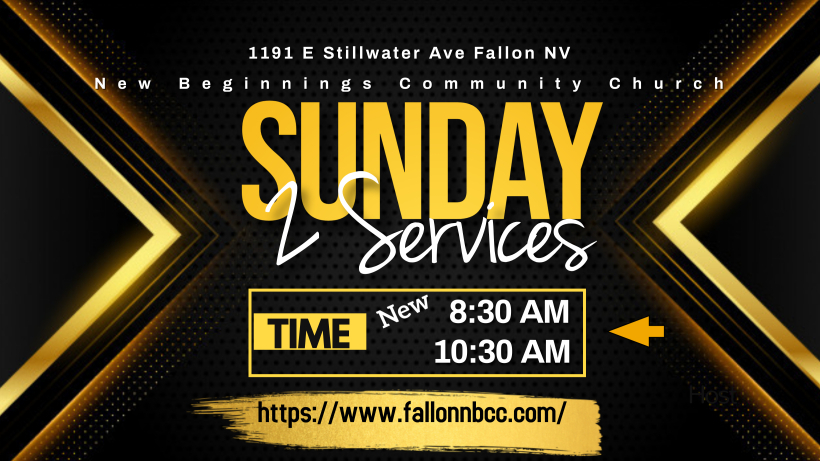 1191 E Stillwater Ave Fallon NV
New Beginnings Community Church
SUNDAY
2 Services
TIME
New 8:30 AM
10:30 AM
https://www.fallonnbcc.com/
Host